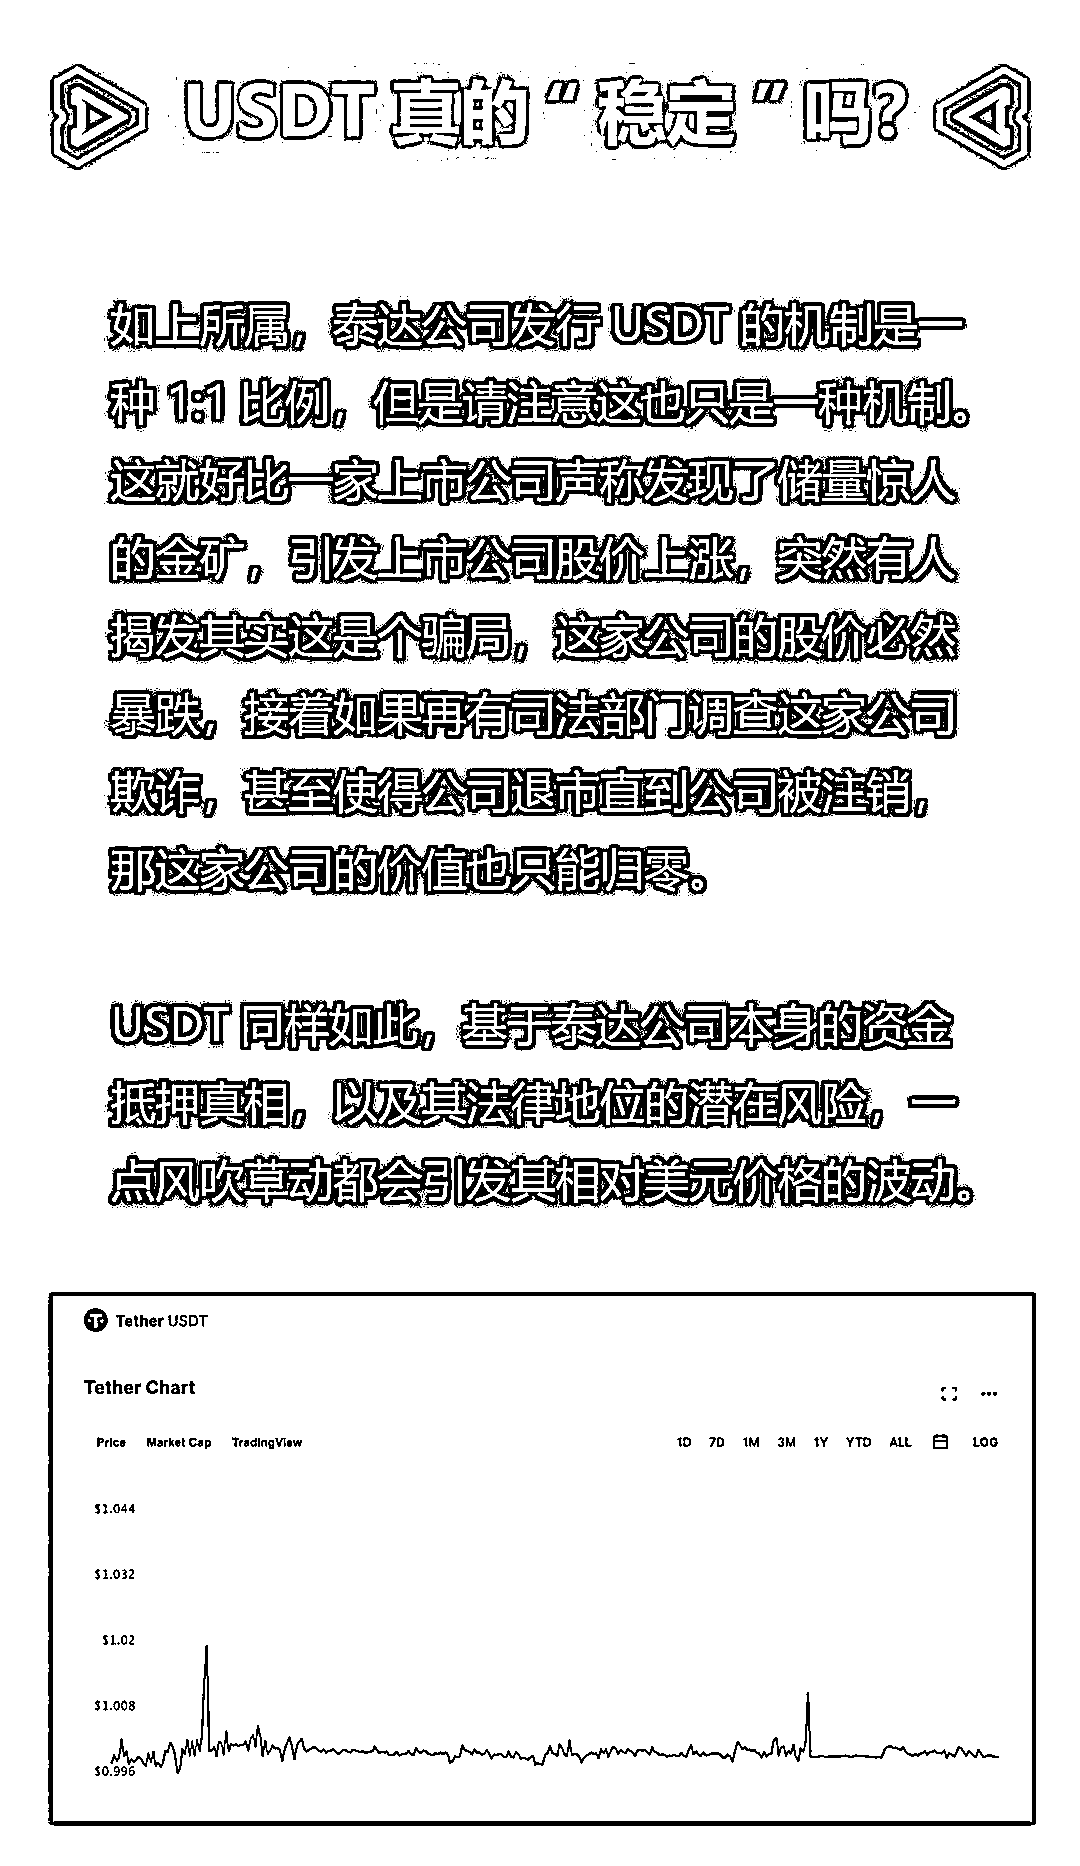 USDT 真的 “ 稳定 ” 吗?
如上所属，泰达公司发行 USDT 的机制是一
种 1:1 比例，但是请注意这也只是一种机制。
这就好比一家上市公司声称发现了储量惊人
的金矿，引发上市公司股价上涨，突然有人
揭发其实这是个骗局，这家公司的股价必然
暴跌，接着如果再有司法部门调查这家公司
欺诈，甚至使得公司退市直到公司被注销，
那这家公司的价值也只能归零。
USDT 同样如此，基于泰达公司本身的资金
抵押真相，以及其法律地位的潜在风险，一
点风吹草动都会引发其相对美元价格的波动。
Tether USDT
Tether Chart
Price Market Cap TradingView 1D 7D 1M 3M 1Y YTD ALL LOG
$1.044
$1.032
$1.02
$1.008
$0.996